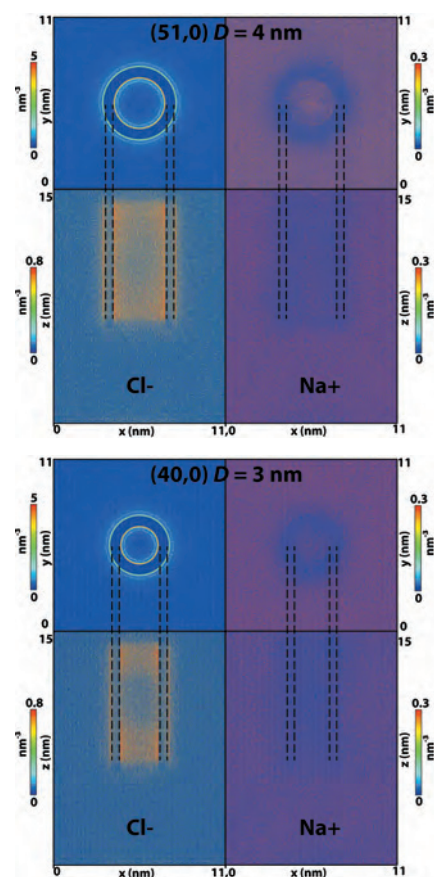 11
(51,0) D = 4 nm
5
nm⁻³
0
y (nm)
0
0.3
nm⁻³
0
15
0.8
nm⁻³
0
z (nm)
15
0.3
nm⁻³
0
z (nm)
Cl-
Na+
0
x (nm)
11,0
x (nm)
11
11
(40,0) D = 3 nm
11
5
nm⁻³
0
y (nm)
0
0.3
nm⁻³
0
y (nm)
15
0.8
nm⁻³
0
z (nm)
15
0.3
nm⁻³
0
z (nm)
Cl-
Na+
0
x (nm)
11,0
x (nm)
11